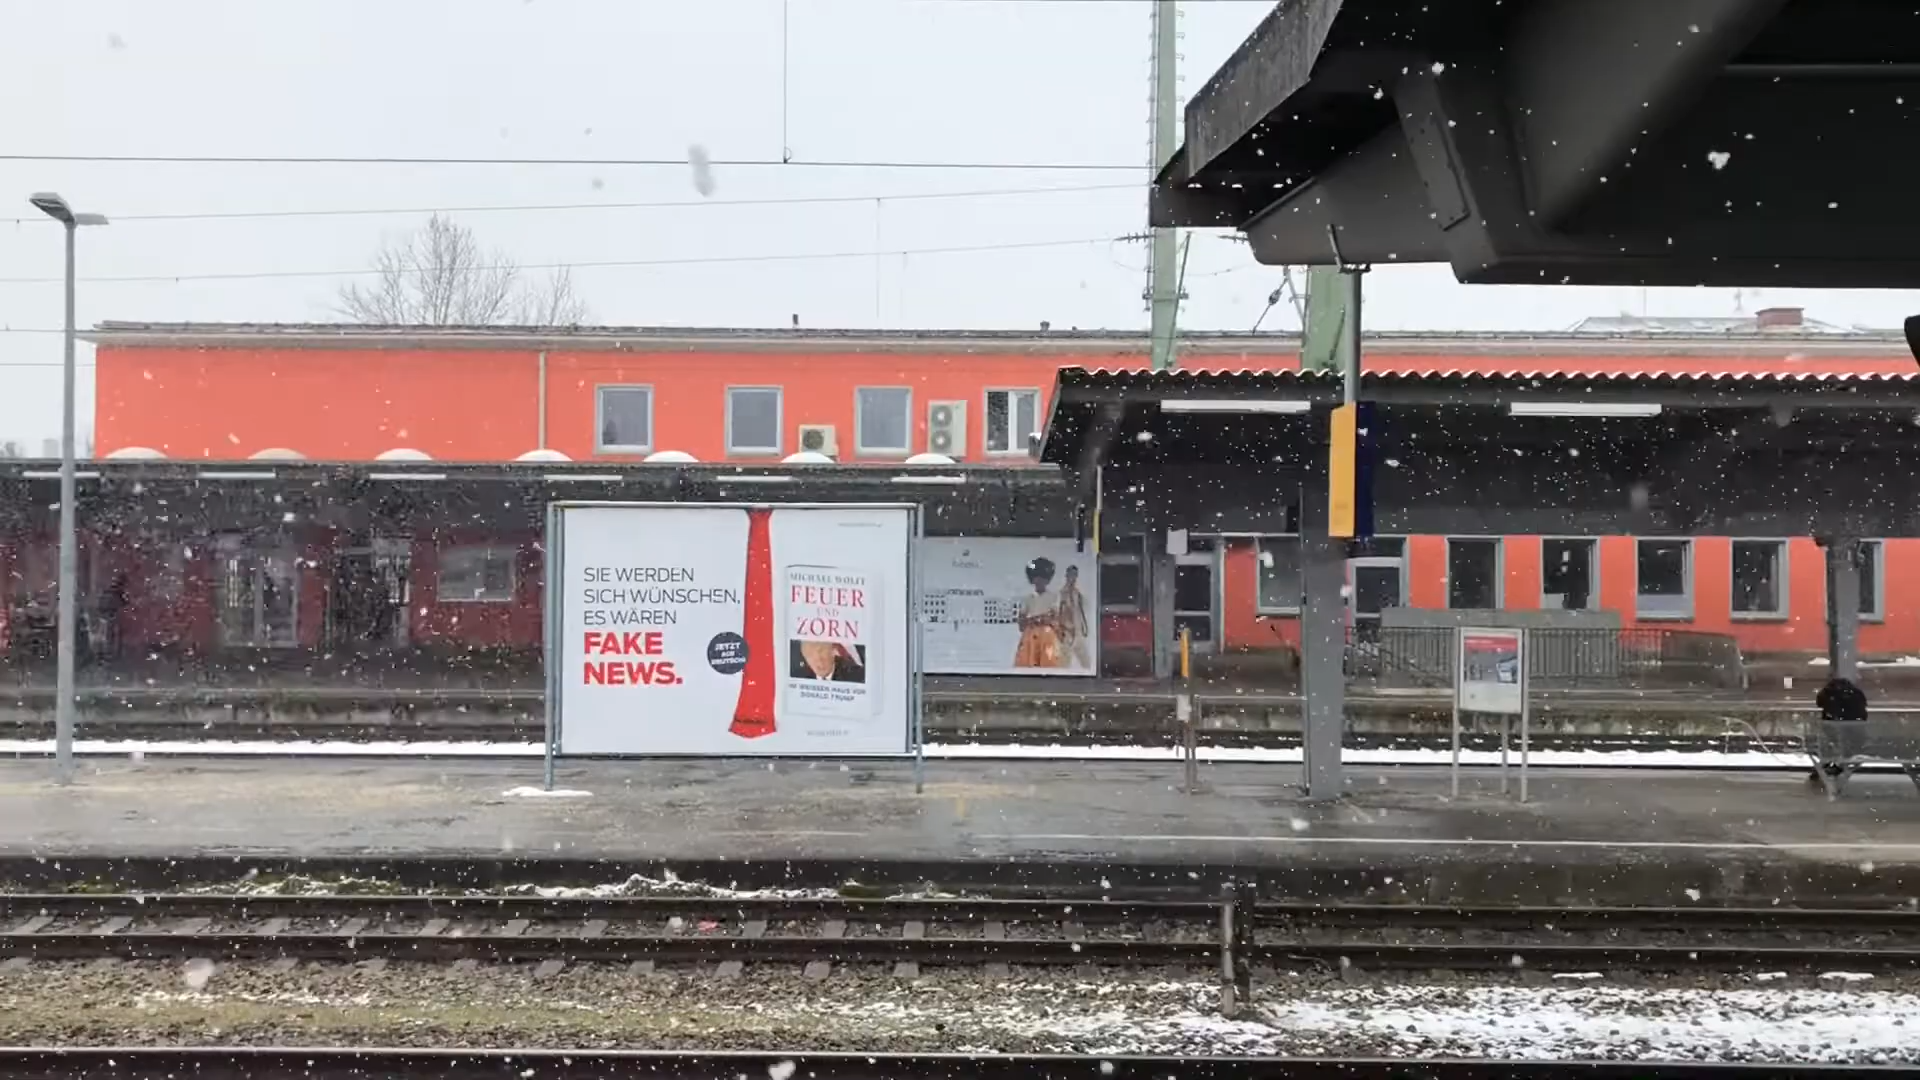 SIE WERDEN
SICH WÜNSCHEN,
ES WÄREN
FAKE
NEWS.
JETZT
AUF
DEUTSCH
MICHAEL WOLFF
FEUER
UND
ZORN
IM WEISSEN HAUS VON
DONALD TRUMP